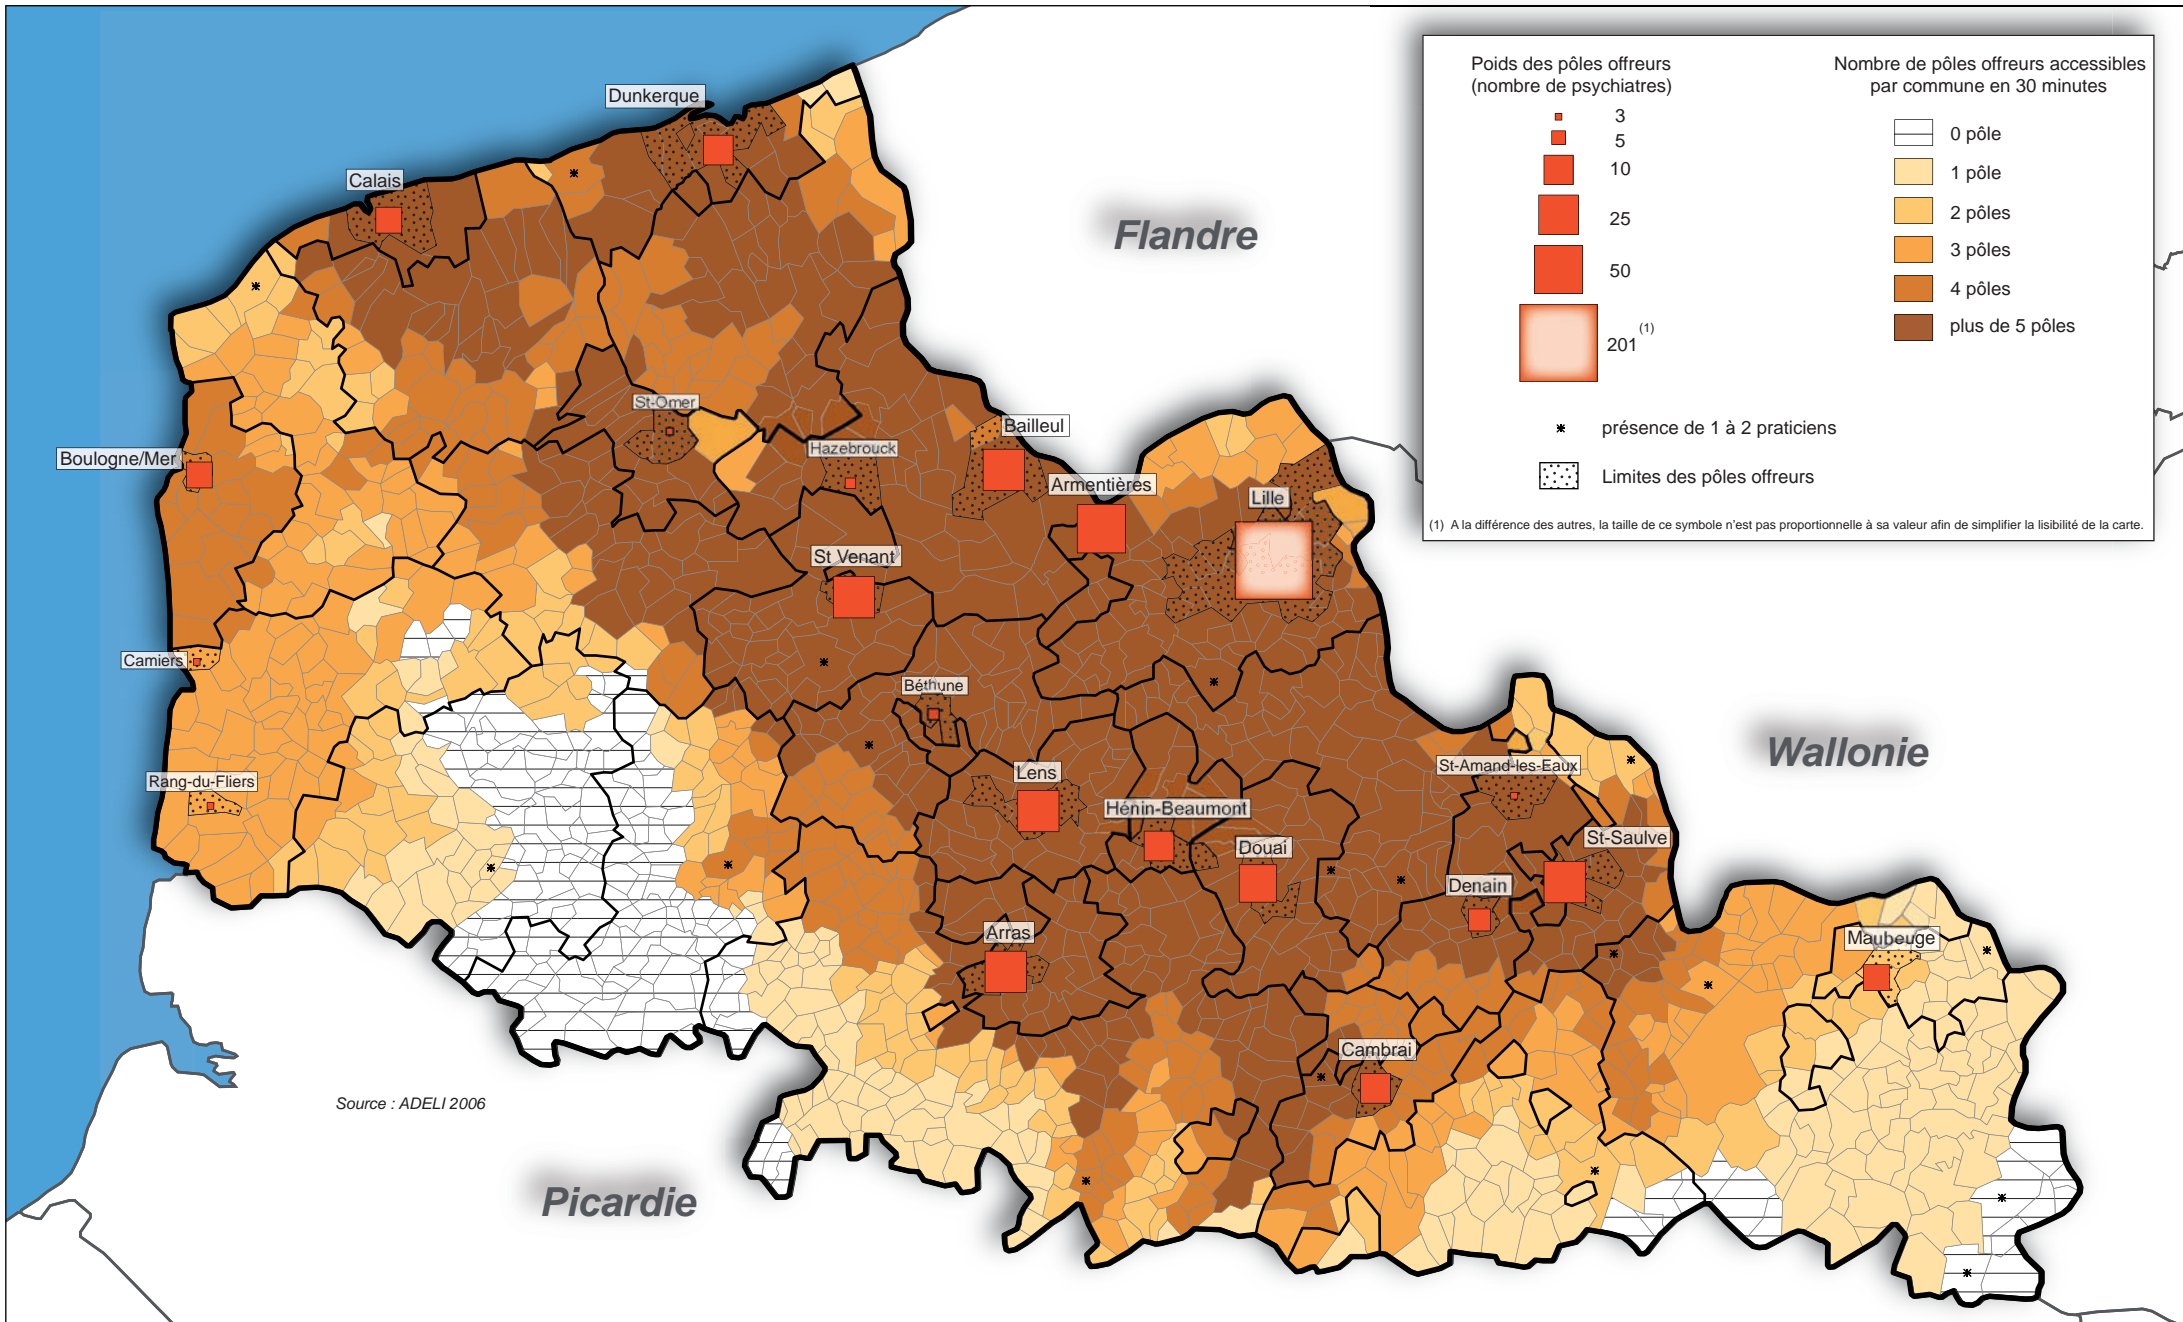 Poids des pôles offreurs
(nombre de psychiatres)
3
5
10
25
50
201 (1)
présence de 1 à 2 praticiens
Limites des pôles offreurs
Nombre de pôles offreurs accessibles
par commune en 30 minutes
0 pôle
1 pôle
2 pôles
3 pôles
4 pôles
plus de 5 pôles
(1) A la différence des autres, la taille de ce symbole n'est pas proportionnelle à sa valeur afin de simplifier la lisibilité de la carte.
Dunkerque
Calais
Flandre
St-Omer
Bailleul
Hazebrouck
Boulogne/Mer
Armentières
Lille
St Venant
Camiers
Béthune
Wallonie
Rang-du-Fliers
Lens
St-Amand-les-Eaux
Hénin-Beaumont
St-Saulve
Douai
Denain
Arras
Maubeuge
Cambrai
Source : ADELI 2006
Picardie